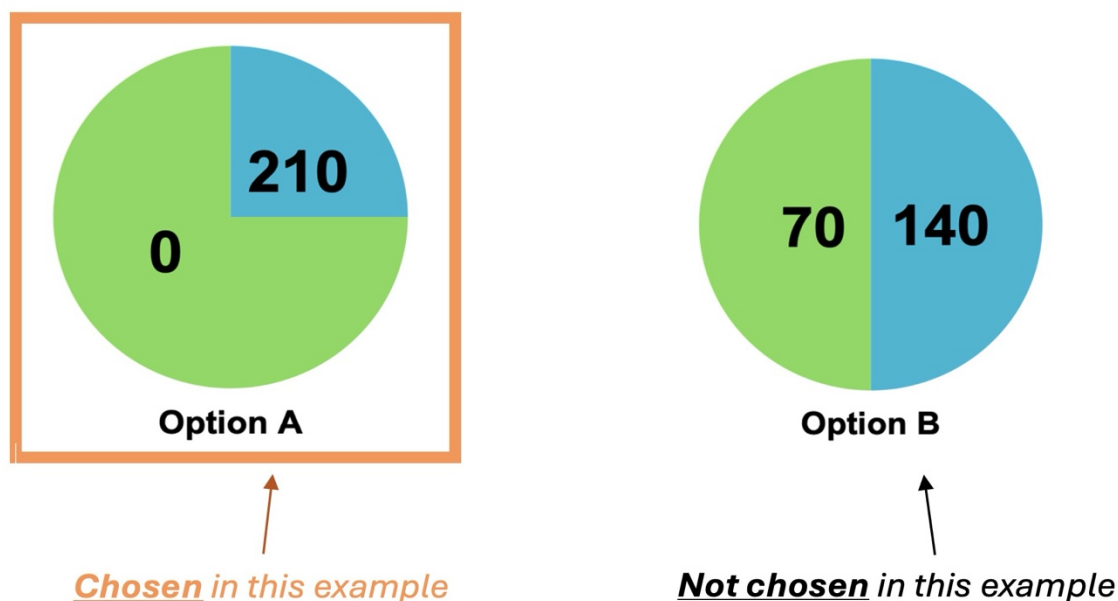 210
0
Option A
Chosen in this example
70 140
Option B
Not chosen in this example